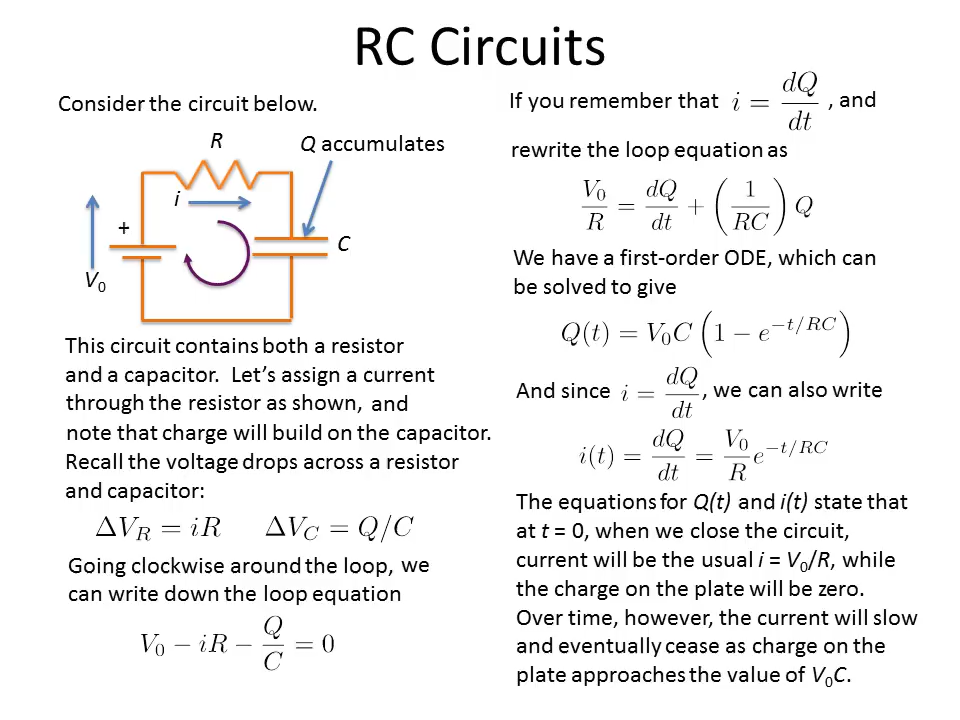 RC Circuits
Consider the circuit below.
R
Q accumulates
i
+
C
V₀
This circuit contains both a resistor
and a capacitor. Let's assign a current
through the resistor as shown, and
note that charge will build on the capacitor.
Recall the voltage drops across a resistor
and capacitor:
ΔV_R = iR ΔV_C = Q/C
Going clockwise around the loop, we
can write down the loop equation
V₀ − iR − Q/C = 0
If you remember that i = dQ/dt , and
rewrite the loop equation as
V₀/R = dQ/dt + (1/RC) Q
We have a first-order ODE, which can
be solved to give
Q(t) = V₀C (1 − e^{−t/RC})
And since i = dQ/dt, we can also write
i(t) = dQ/dt = V₀/R e^{−t/RC}
The equations for Q(t) and i(t) state that
at t = 0, when we close the circuit,
current will be the usual i = V₀/R, while
the charge on the plate will be zero.
Over time, however, the current will slow
and eventually cease as charge on the
plate approaches the value of V₀C.